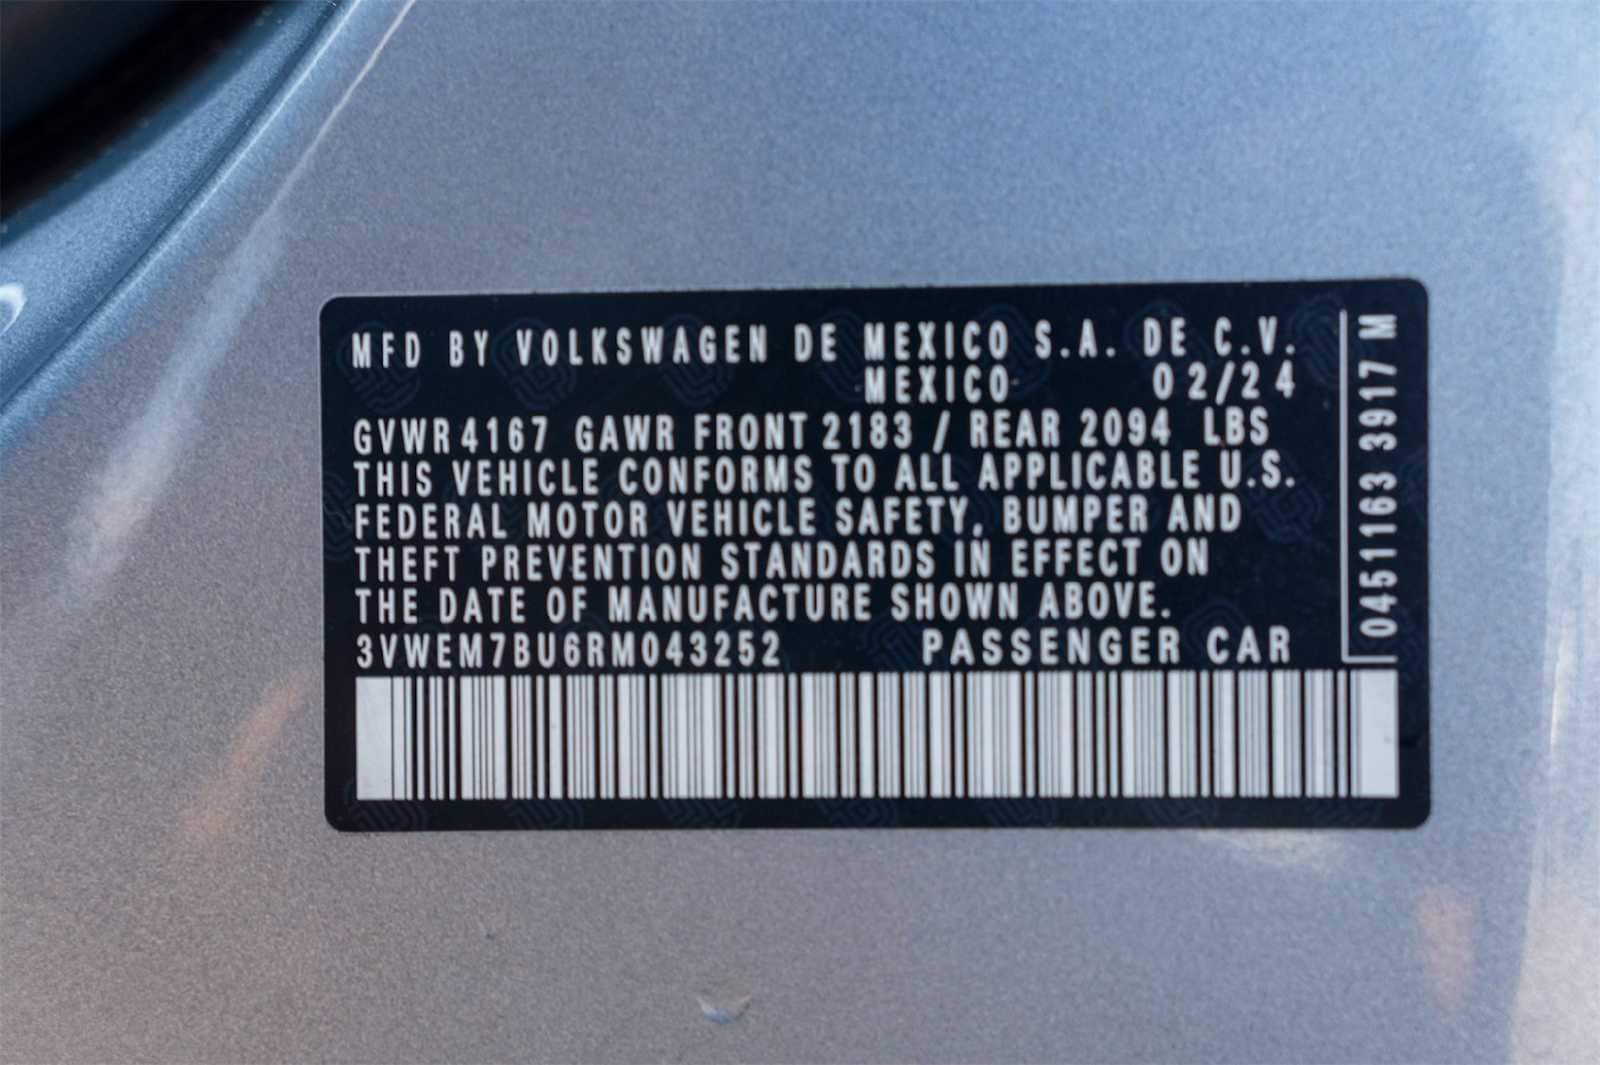 MFD BY VOLKSWAGEN DE MEXICO S.A. DE C.V.
MEXICO 02/24
GVWR 4167 GAWR FRONT 2183 / REAR 2094 LBS
THIS VEHICLE CONFORMS TO ALL APPLICABLE U.S.
FEDERAL MOTOR VEHICLE SAFETY, BUMPER AND
THEFT PREVENTION STANDARDS IN EFFECT ON
THE DATE OF MANUFACTURE SHOWN ABOVE.
3VWEM7BU6RM043252 PASSENGER CAR
0451163 3917 M